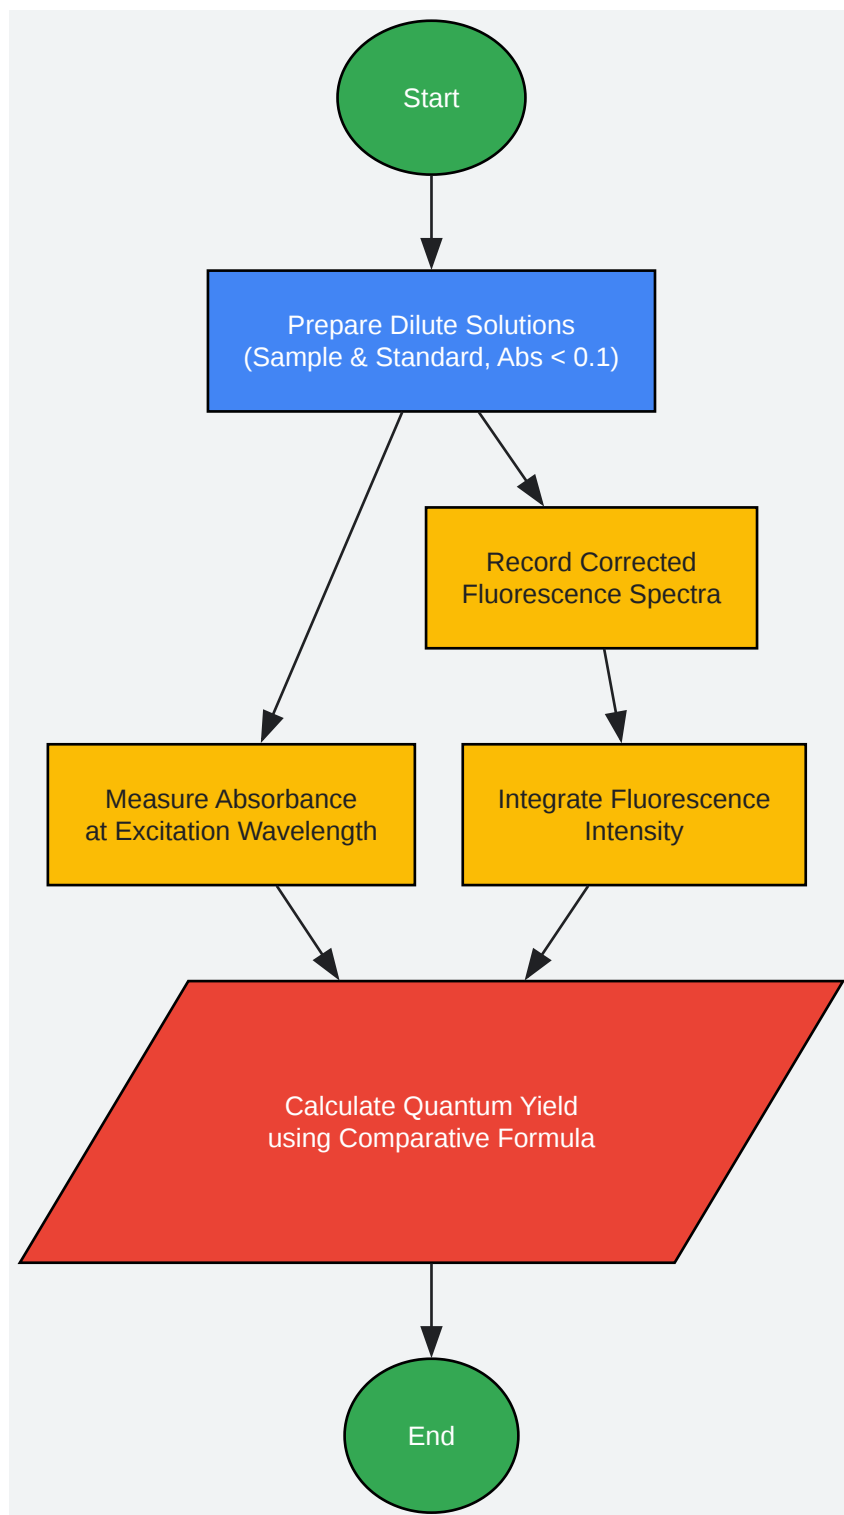 Start
Prepare Dilute Solutions
(Sample & Standard, Abs < 0.1)
Record Corrected
Fluorescence Spectra
Measure Absorbance
at Excitation Wavelength
Integrate Fluorescence
Intensity
Calculate Quantum Yield
using Comparative Formula
End